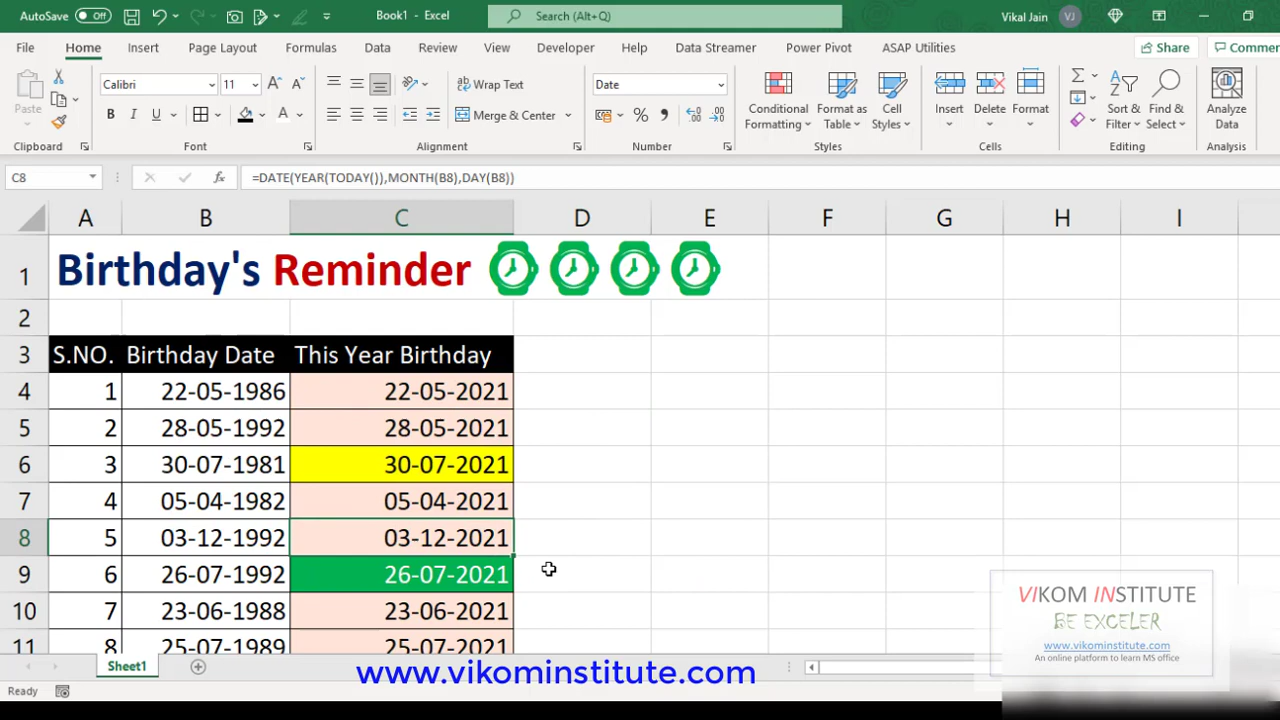 AutoSave Off Book1 - Excel Search (Alt+Q) Vikal Jain VJ
File Home Insert Page Layout Formulas Data Review View Developer Help Data Streamer Power Pivot ASAP Utilities Share Comme
Paste Calibri 11 Wrap Text Date Conditional Formatting Format as Table Cell Styles Insert Delete Format Sort & Filter Find & Select Analyze Data
B I U Merge & Center
Clipboard Font Alignment Number Styles Cells Editing Analysis
C8 =DATE(YEAR(TODAY()),MONTH(B8),DAY(B8))
A B C D E F G H I
1 Birthday's Reminder
2
3 S.NO. Birthday Date This Year Birthday
4 1 22-05-1986 22-05-2021
5 2 28-05-1992 28-05-2021
6 3 30-07-1981 30-07-2021
7 4 05-04-1982 05-04-2021
8 5 03-12-1992 03-12-2021
9 6 26-07-1992 26-07-2021
10 7 23-06-1988 23-06-2021
11 8 25-07-1989 25-07-2021
VIKOM INSTITUTE
BE EXCELER
www.vikominstitute.com
An online platform to learn MS office
Sheet1
www.vikominstitute.com
Ready